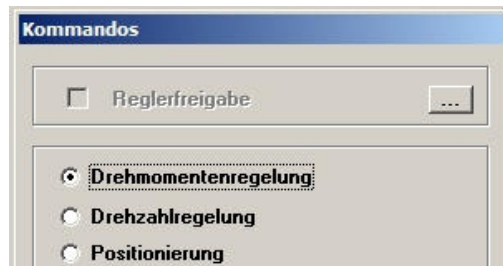 Kommandos
Reglerfreigabe
...
Drehmomentenregelung
Drehzahlregelung
Positionierung